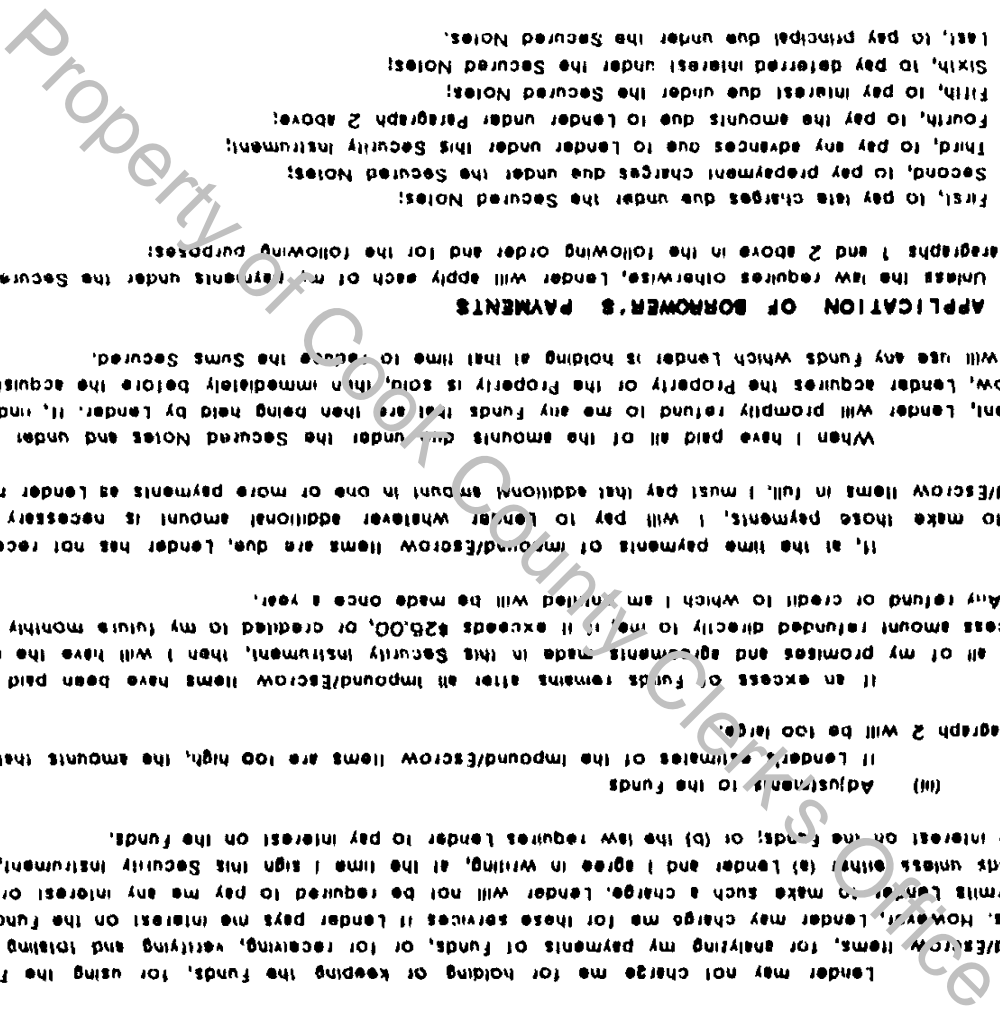 Lender may not charge me for holding or keeping the Funds, for using the
d/Escrow Items, for analyzing my payments of Funds, or for receiving, verifying and totaling
s. However, Lender may charge me for these services if Lender pays me interest on the Fund
rmits Lender to make such a charge. Lender will not be required to pay me any interest or
ds unless either (a) Lender and I agree in writing, at the time I sign this Security Instrument,
interest on the Funds; or (b) the law requires Lender to pay interest on the Funds.
(iii) Adjustments to the Funds
If Lender's estimates of the Impound/Escrow Items are too high, the amounts that
agraph 2 will be too large.
If an excess of Funds remains after all Impound/Escrow Items have been paid
all of my promises and agreements made in this Security Instrument, then I will have the
cess amount refunded directly to me, if it exceeds $25.00, or credited to my future monthly
Any refund or credit to which I am entitled will be made once a year.
If, at the time payments of Impound/Escrow Items are due, Lender has not rece
to make those payments, I will pay to Lender whatever additional amount is necessary
d/Escrow Items in full. I must pay that additional amount in one or more payments as Lender
When I have paid all of the amounts due under the Secured Notes and under
ent, Lender will promptly refund to me any Funds that are then being held by Lender. If, und
ow, Lender acquires the Property or the Property is sold, then immediately before the acquisi
will use any Funds which Lender is holding at that time to reduce the Sums Secured.
APPLICATION OF BORROWER'S PAYMENTS
Unless the law requires otherwise, Lender will apply each of my payments under the Secure
aragraphs 1 and 2 above in the following order and for the following purposes:
First, to pay late charges due under the Secured Notes;
Second, to pay prepayment charges due under the Secured Notes;
Third, to pay any advances due to Lender under this Security Instrument;
Fourth, to pay the amounts due to Lender under Paragraph 2 above;
Fifth, to pay interest due under the Secured Notes;
Sixth, to pay deferred interest under the Secured Notes;
Last, to pay principal due under the Secured Notes.
Property of Cook County Clerk's Office